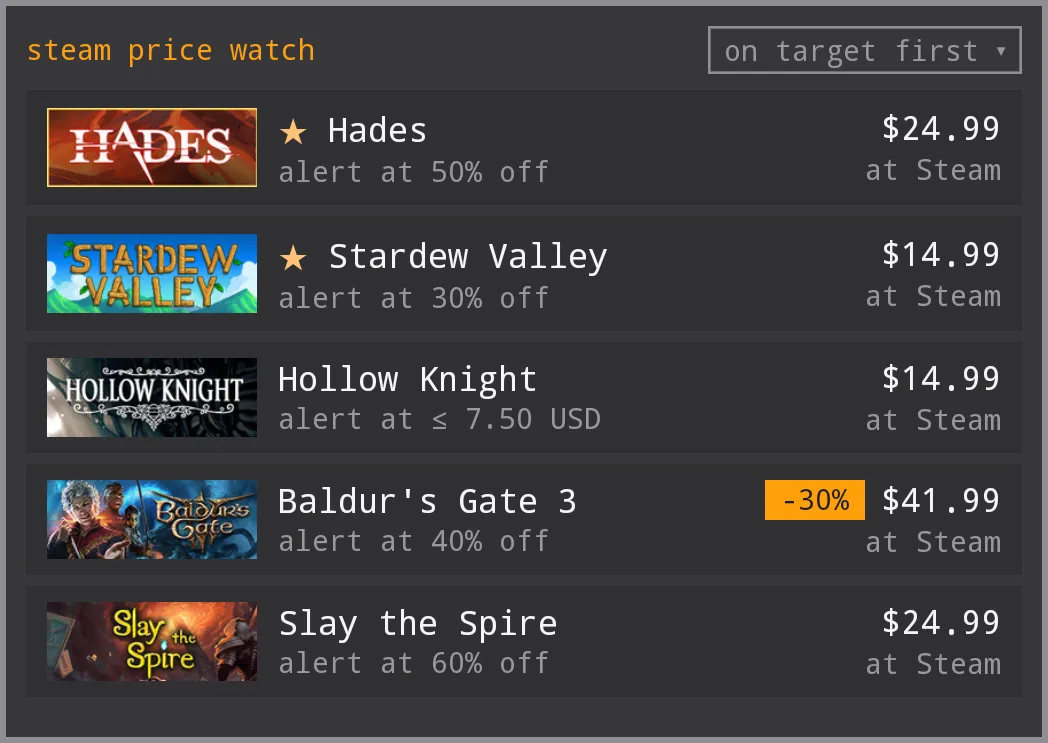 steam price watch
on target first ▾
HADES
★ Hades
$24.99
alert at 50% off
at Steam
STARDEW
VALLEY
★ Stardew Valley
$14.99
alert at 30% off
at Steam
HOLLOW KNIGHT
Hollow Knight
$14.99
alert at ≤ 7.50 USD
at Steam
Baldur's
Gate
Baldur's Gate 3
-30% $41.99
alert at 40% off
at Steam
Slay the
Spire
Slay the Spire
$24.99
alert at 60% off
at Steam